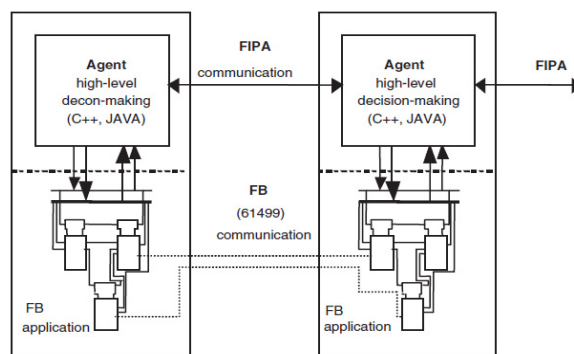 Agent
high-level
decon-making
(C++, JAVA)
FIPA
communication
Agent
high-level
decision-making
(C++, JAVA)
FIPA
FB
(61499)
communication
FB
application
FB
application